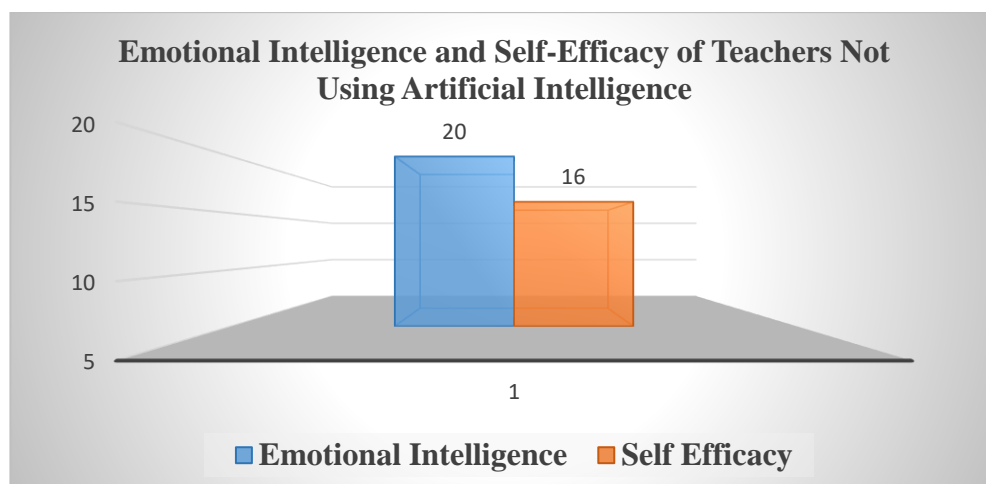 Emotional Intelligence and Self-Efficacy of Teachers Not
Using Artificial Intelligence
20
15
10
5
20
16
1
Emotional Intelligence Self Efficacy